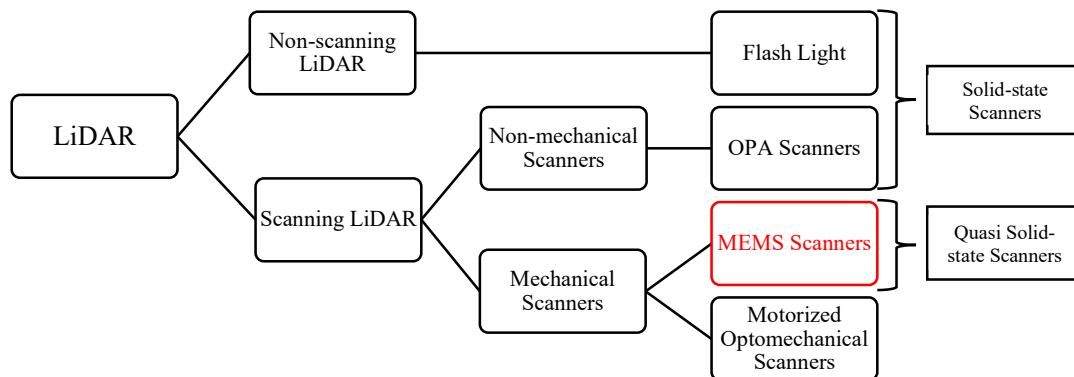 Non-scanning
LiDAR
Flash Light
Solid-state
Scanners
LiDAR
Non-mechanical
Scanners
OPA Scanners
Scanning LiDAR
MEMS Scanners
Quasi Solid-
state Scanners
Mechanical
Scanners
Motorized
Optomechanical
Scanners